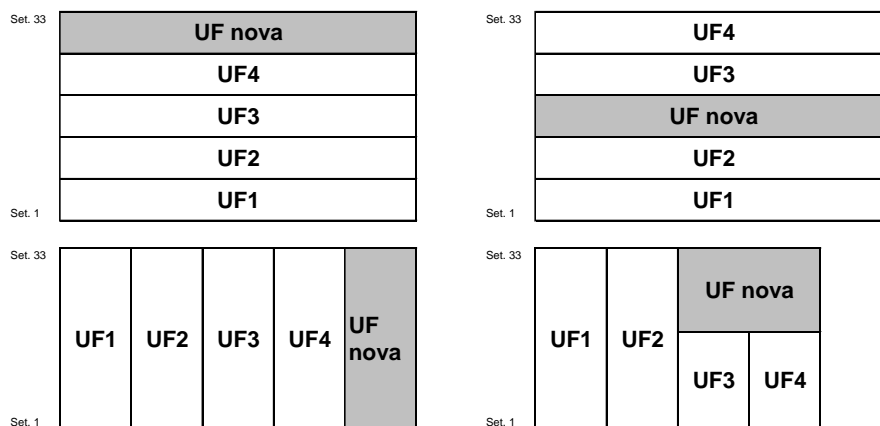 Set. 33
UF nova
UF4
UF3
UF2
UF1
Set. 1
Set. 33
UF4
UF3
UF nova
UF2
UF1
Set. 1
Set. 33
UF1 UF2 UF3 UF4 UF
nova
Set. 1
Set. 33
UF nova
UF1 UF2
UF3 UF4
Set. 1